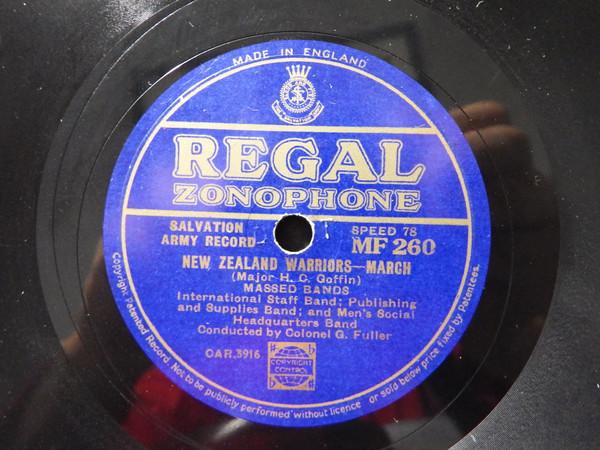 MADE IN ENGLAND
REGAL
ZONOPHONE
SALVATION
ARMY RECORD
SPEED 78
MF 260
NEW ZEALAND WARRIORS—MARCH
(Major H. C. Goffin)
MASSED BANDS
International Staff Band; Publishing
and Supplies Band; and Men's Social
Headquarters Band
Conducted by Colonel G. Fuller
OAR.3916
COPYRIGHT
CONTROL
Copyright Patented Record. Not to be publicly performed without licence or sold below price fixed by Patentees.